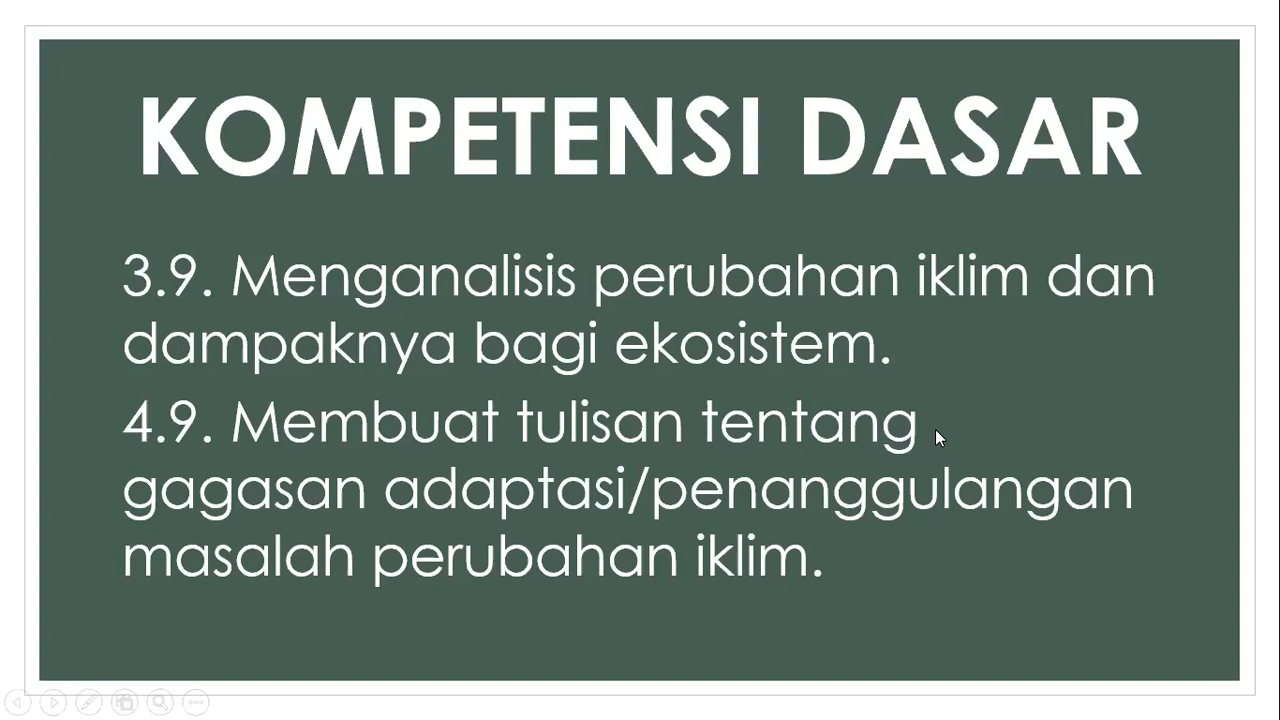 KOMPETENSI DASAR
3.9. Menganalisis perubahan iklim dan
dampaknya bagi ekosistem.
4.9. Membuat tulisan tentang
gagasan adaptasi/penanggulangan
masalah perubahan iklim.